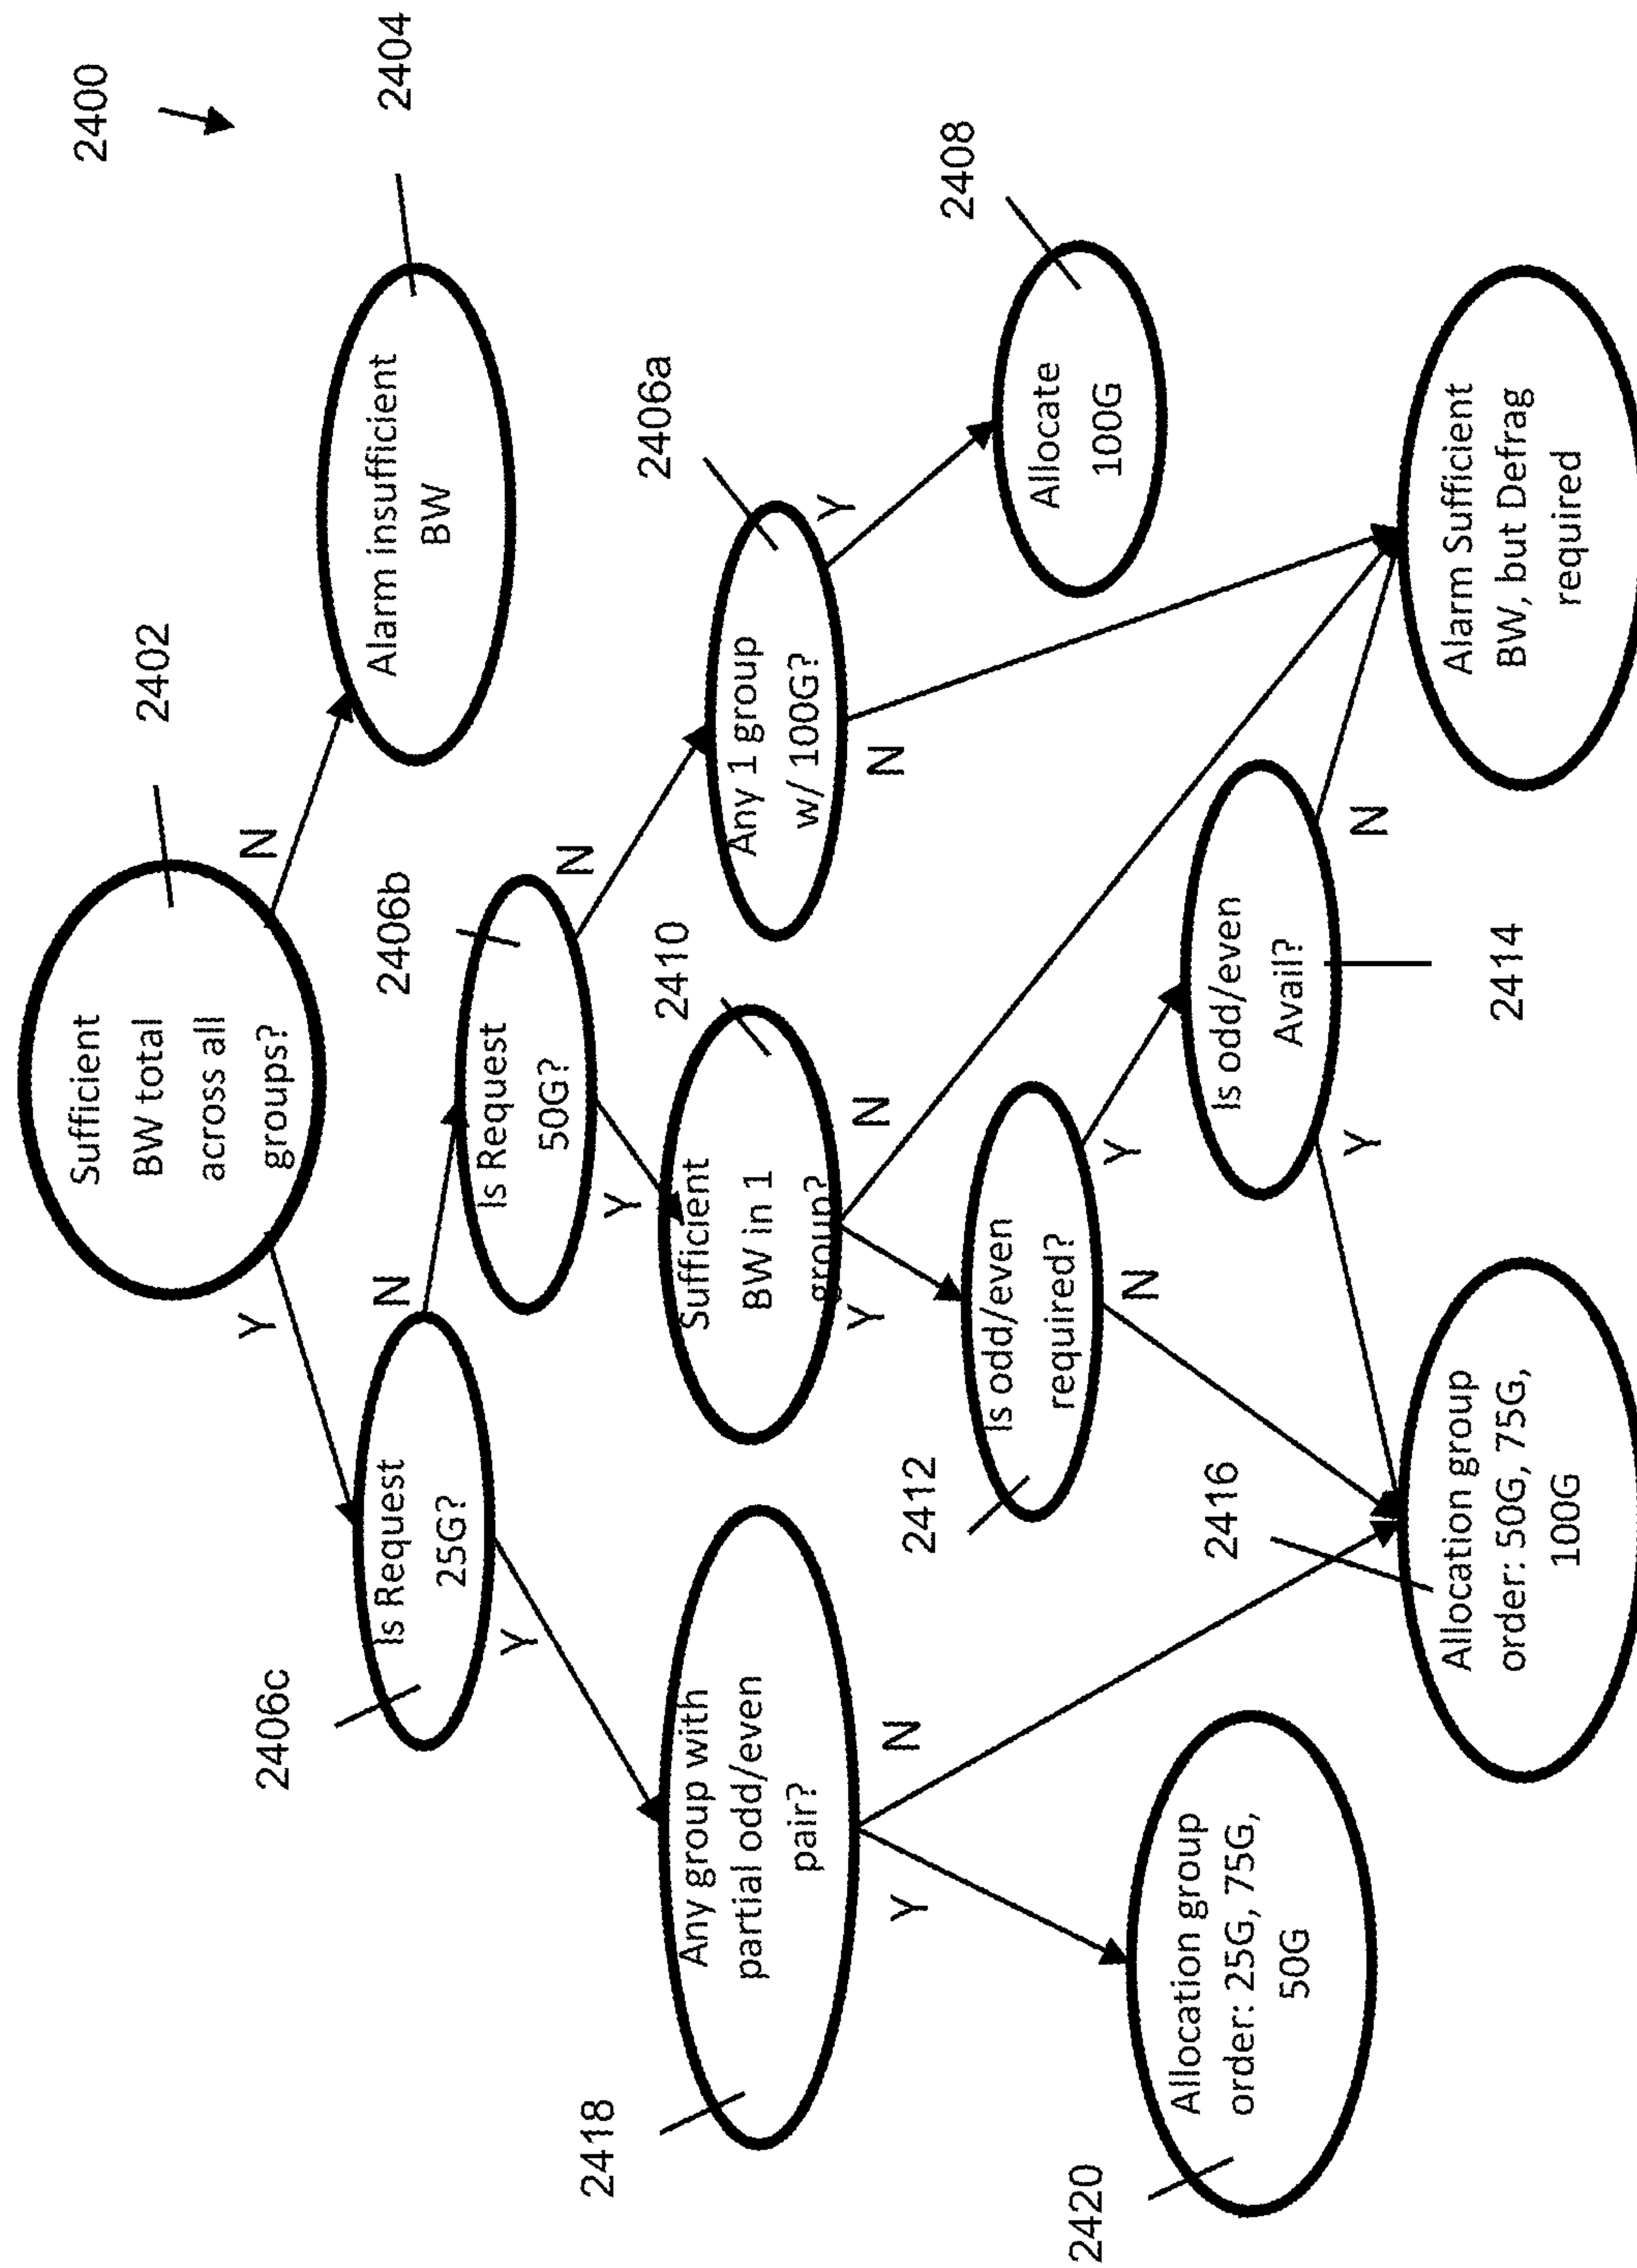 2400
2402
Sufficient
BW total
across all
groups?
Y
N
2404
Alarm insufficient
BW
2406c
Is Request
25G?
N
Y
2406b
Is Request
50G?
Y
N
2406a
Any 1 group
w/ 100G?
Y
N
2418
Any group with
partial odd/even
pair?
Y
N
2410
Sufficient
BW in 1
group?
Y
N
2408
Allocate
100G
2412
Is odd/even
required?
N
Y
2414
Is odd/even
Avail?
Y
N
2420
Allocation group
order: 25G, 75G,
50G
2416
Allocation group
order: 50G, 75G,
100G
Alarm Sufficient
BW, but Defrag
required